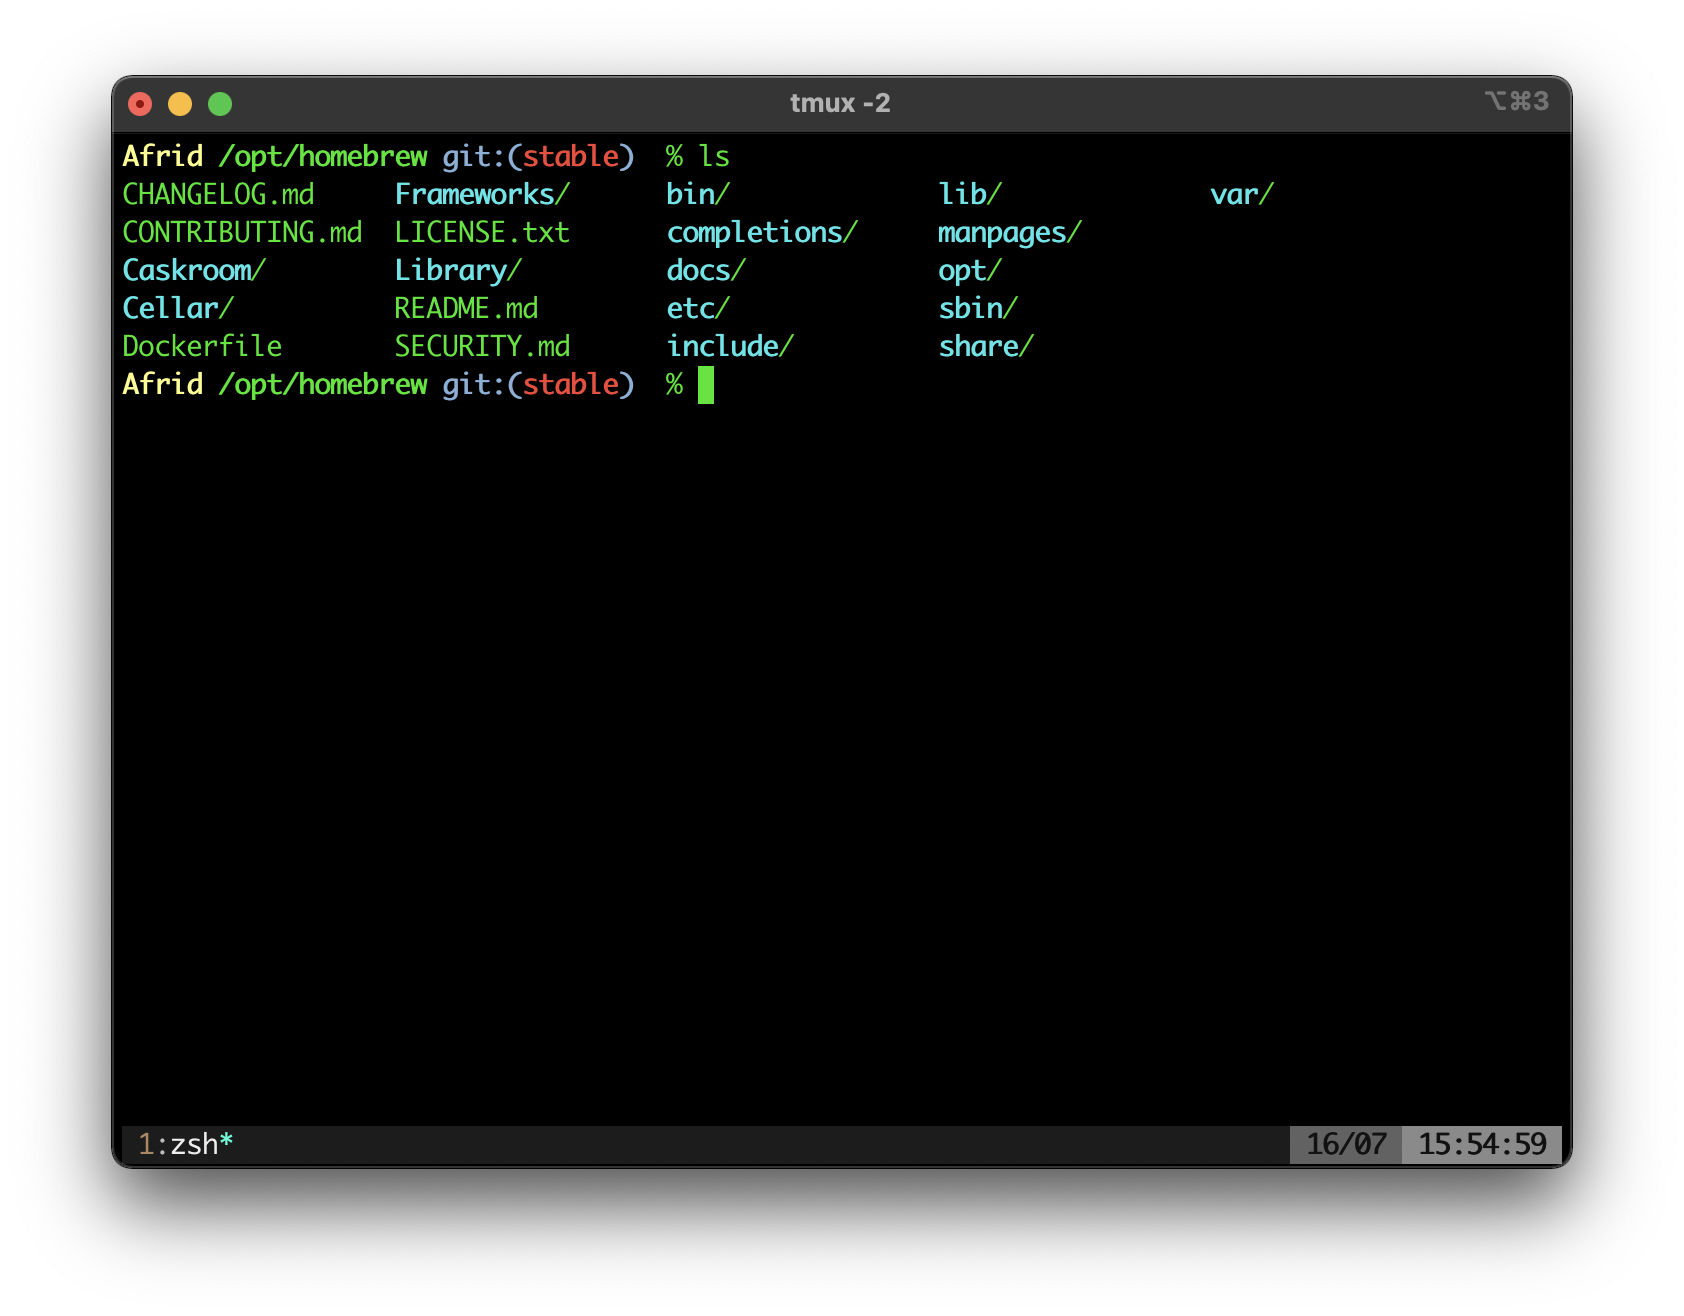 tmux -2
⌥⌘3
Afrid /opt/homebrew git:(stable)  % ls
CHANGELOG.md     Frameworks/      bin/             lib/             var/
CONTRIBUTING.md  LICENSE.txt      completions/     manpages/
Caskroom/        Library/         docs/            opt/
Cellar/          README.md        etc/             sbin/
Dockerfile       SECURITY.md      include/         share/
Afrid /opt/homebrew git:(stable)  %
1:zsh* 16/07 15:54:59